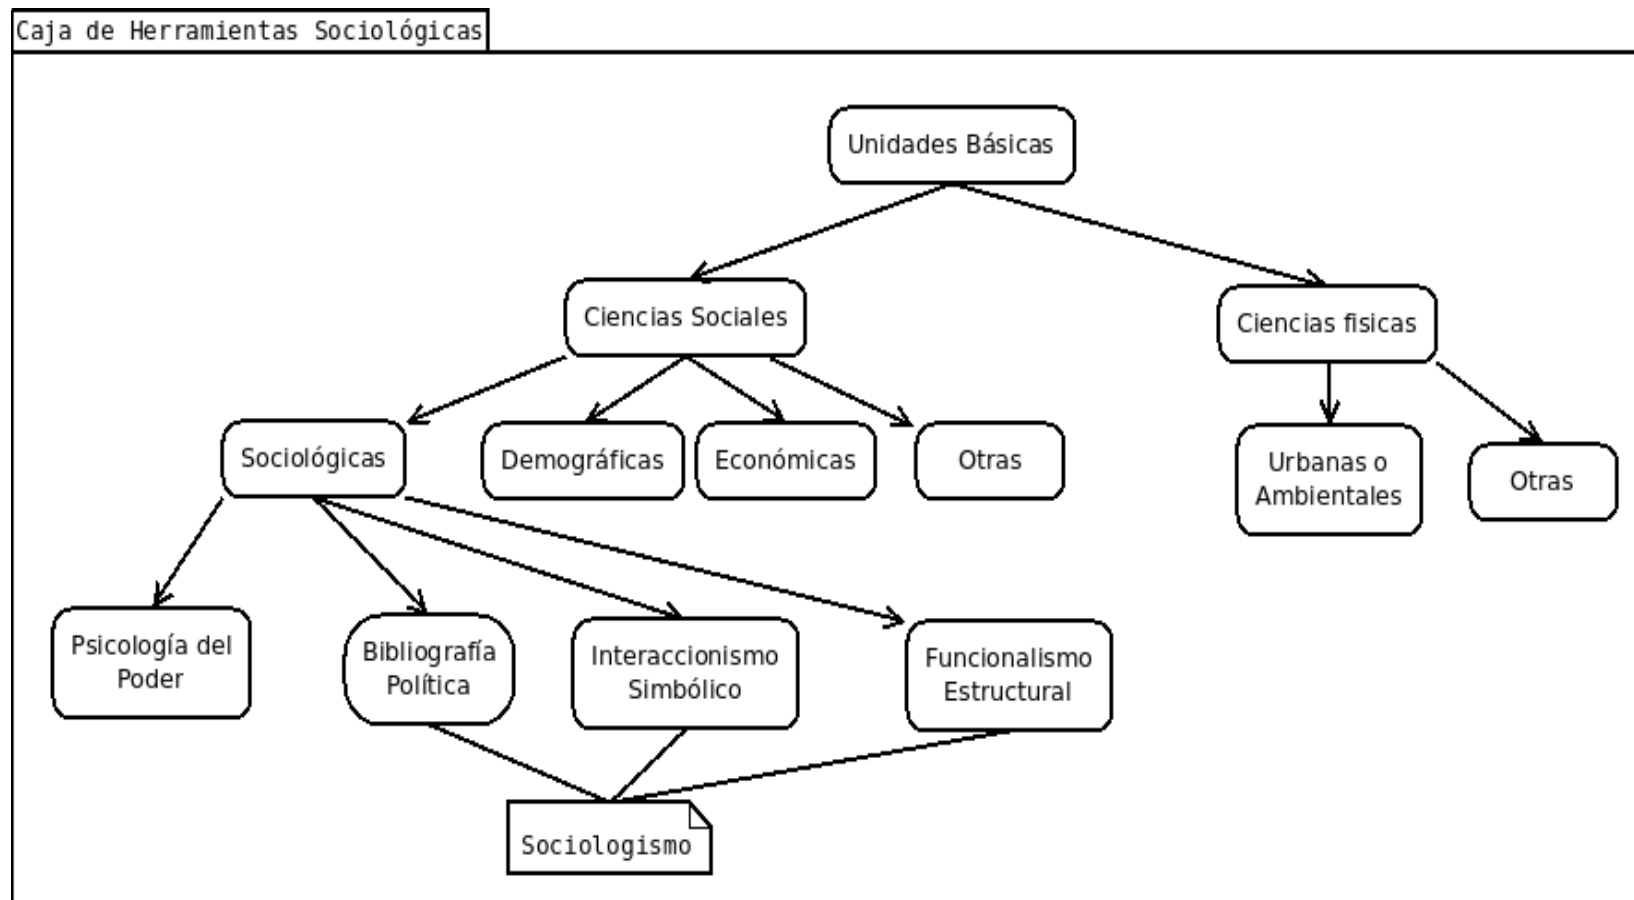 Caja de Herramientas Sociológicas
Unidades Básicas
Ciencias Sociales
Ciencias fisicas
Sociológicas
Demográficas
Económicas
Otras
Urbanas o
Ambientales
Otras
Psicología del
Poder
Bibliografía
Política
Interaccionismo
Simbólico
Funcionalismo
Estructural
Sociologismo